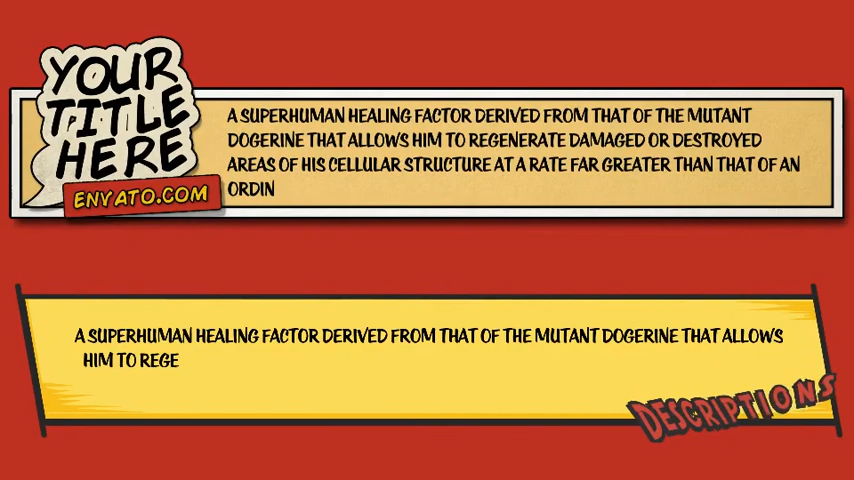 YOUR
TITLE
HERE
ENVATO.COM
A SUPERHUMAN HEALING FACTOR DERIVED FROM THAT OF THE MUTANT
DOGERINE THAT ALLOWS HIM TO REGENERATE DAMAGED OR DESTROYED
AREAS OF HIS CELLULAR STRUCTURE AT A RATE FAR GREATER THAN THAT OF AN
ORDIN
A SUPERHUMAN HEALING FACTOR DERIVED FROM THAT OF THE MUTANT DOGERINE THAT ALLOWS
HIM TO REGE
DESCRIPTIONS